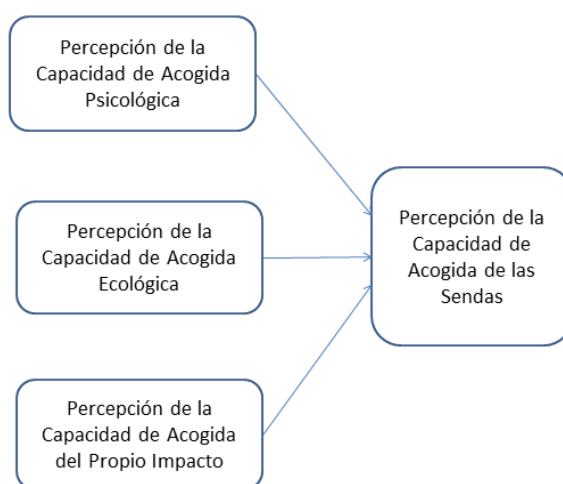 Percepción de la
Capacidad de Acogida
Psicológica
Percepción de la
Capacidad de Acogida
Ecológica
Percepción de la
Capacidad de Acogida
del Propio Impacto
Percepción de la
Capacidad de
Acogida de las
Sendas